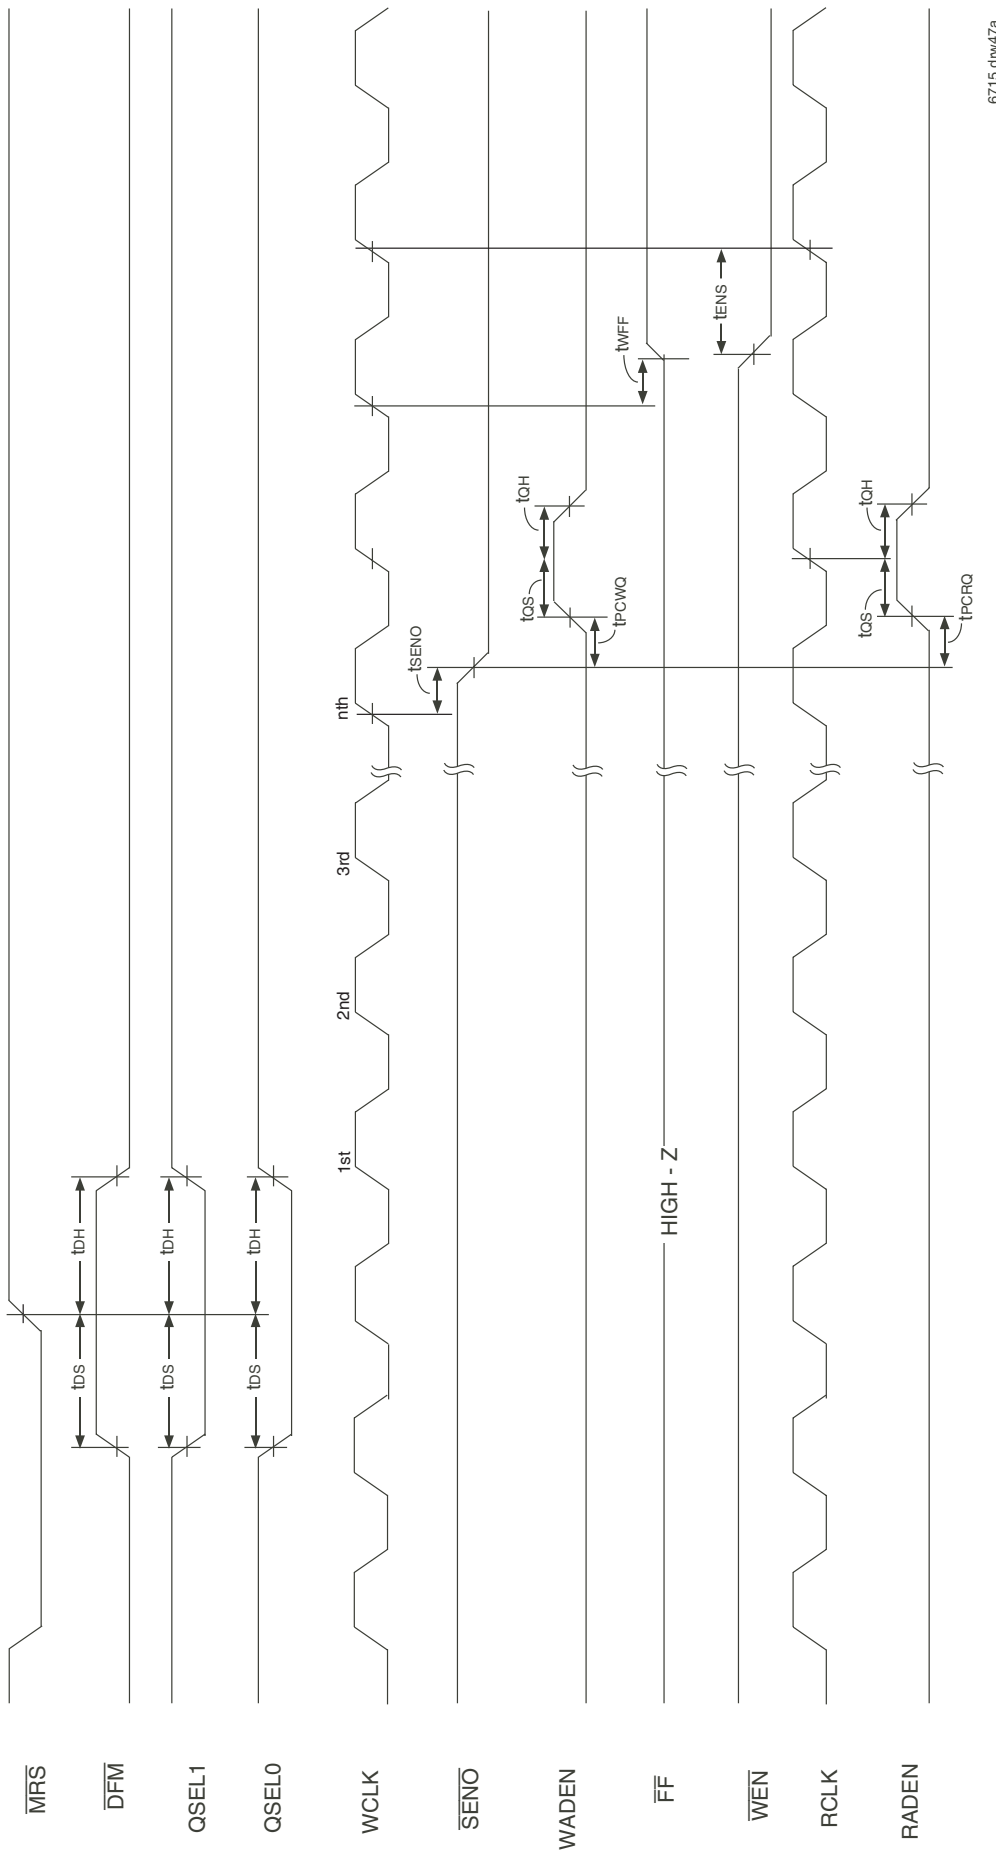 MRS
tDS
tDH
DFM
tDS
tDH
QSEL1
tDS
tDH
QSEL0
1st
2nd
3rd
nth
WCLK
tSENO
SENO
tQS
tQH
tPCWQ
WADEN
tWFF
HIGH - Z
FF
tENS
WEN
RCLK
tQS
tQH
tPCRQ
RADEN
6715 drw47a